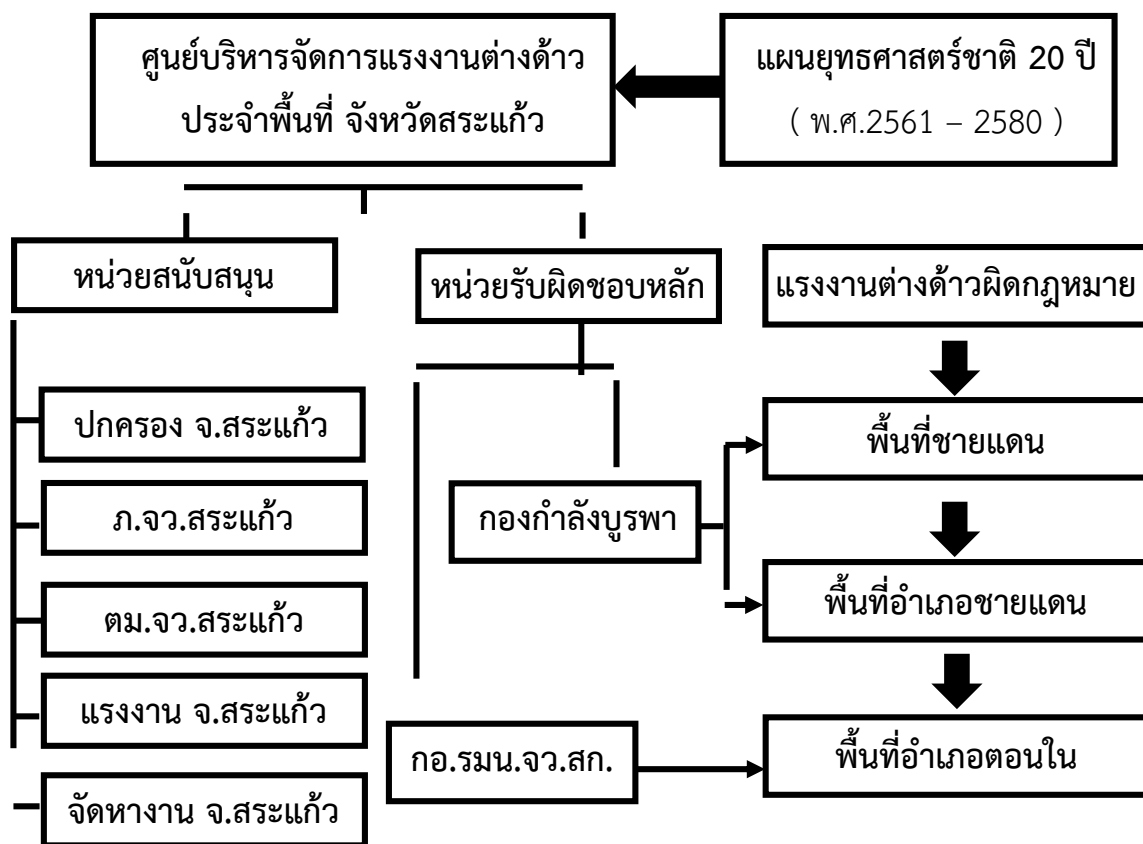 ศูนย์บริหารจัดการแรงงานต่างด้าว
ประจำพื้นที่ จังหวัดสระแก้ว
แผนยุทธศาสตร์ชาติ 20 ปี
( พ.ศ.2561 – 2580 )
หน่วยสนับสนุน
หน่วยรับผิดชอบหลัก
แรงงานต่างด้าวผิดกฎหมาย
ปกครอง จ.สระแก้ว
ภ.จว.สระแก้ว
ตม.จว.สระแก้ว
แรงงาน จ.สระแก้ว
จัดหางาน จ.สระแก้ว
กองกำลังบูรพา
กอ.รมน.จว.สก.
พื้นที่ชายแดน
พื้นที่อำเภอชายแดน
พื้นที่อำเภอตอนใน